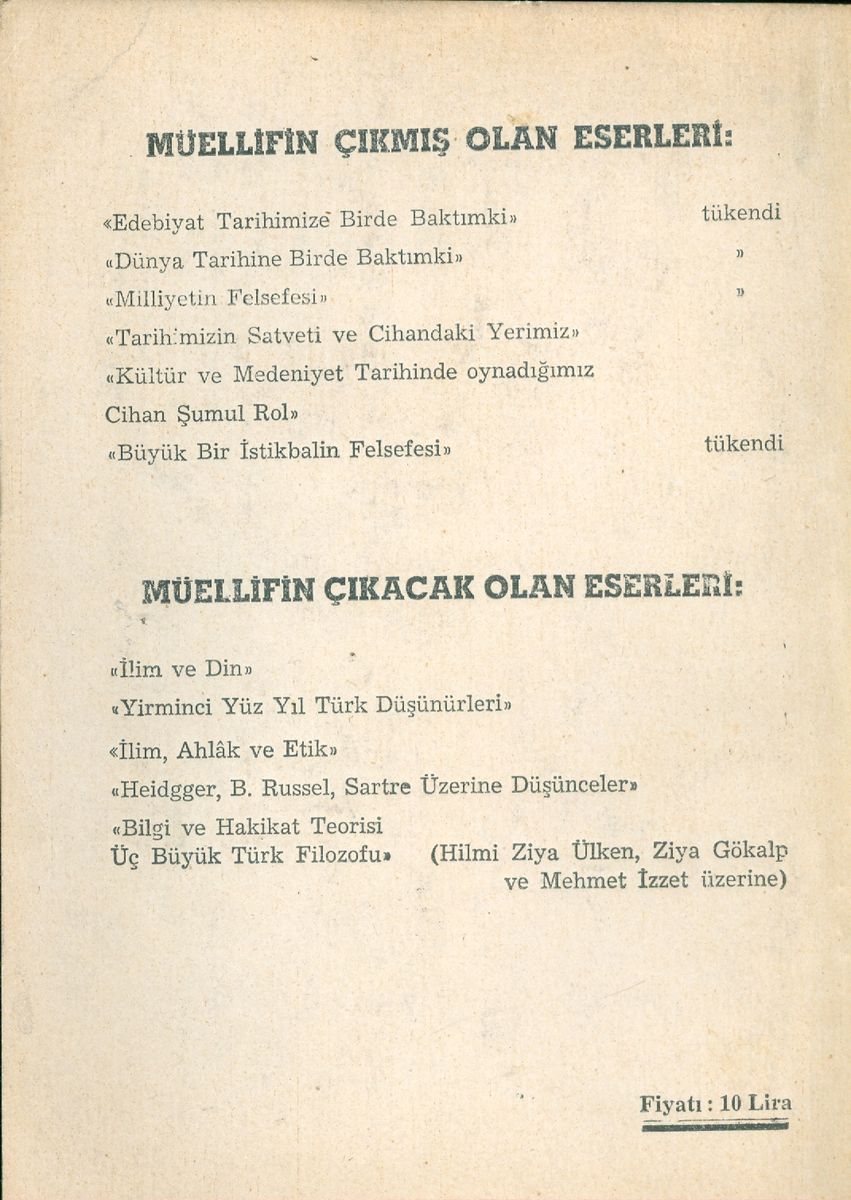 MÜELLİFİN ÇIKMIŞ OLAN ESERLERİ:
«Edebiyat Tarihimize Birde Baktımki» tükendi
«Dünya Tarihine Birde Baktımki» »
«Milliyetin Felsefesi» »
«Tarihimizin Satveti ve Cihandaki Yerimiz»
«Kültür ve Medeniyet Tarihinde oynadığımız
Cihan Şumul Rol»
«Büyük Bir İstikbalin Felsefesi» tükendi
MÜELLİFİN ÇIKACAK OLAN ESERLERİ:
«İlim ve Din»
«Yirminci Yüz Yıl Türk Düşünürleri»
«İlim, Ahlâk ve Etik»
«Heidgger, B. Russel, Sartre Üzerine Düşünceler»
«Bilgi ve Hakikat Teorisi
Üç Büyük Türk Filozofu» (Hilmi Ziya Ülken, Ziya Gökalp
ve Mehmet İzzet üzerine)
Fiyatı : 10 Lira